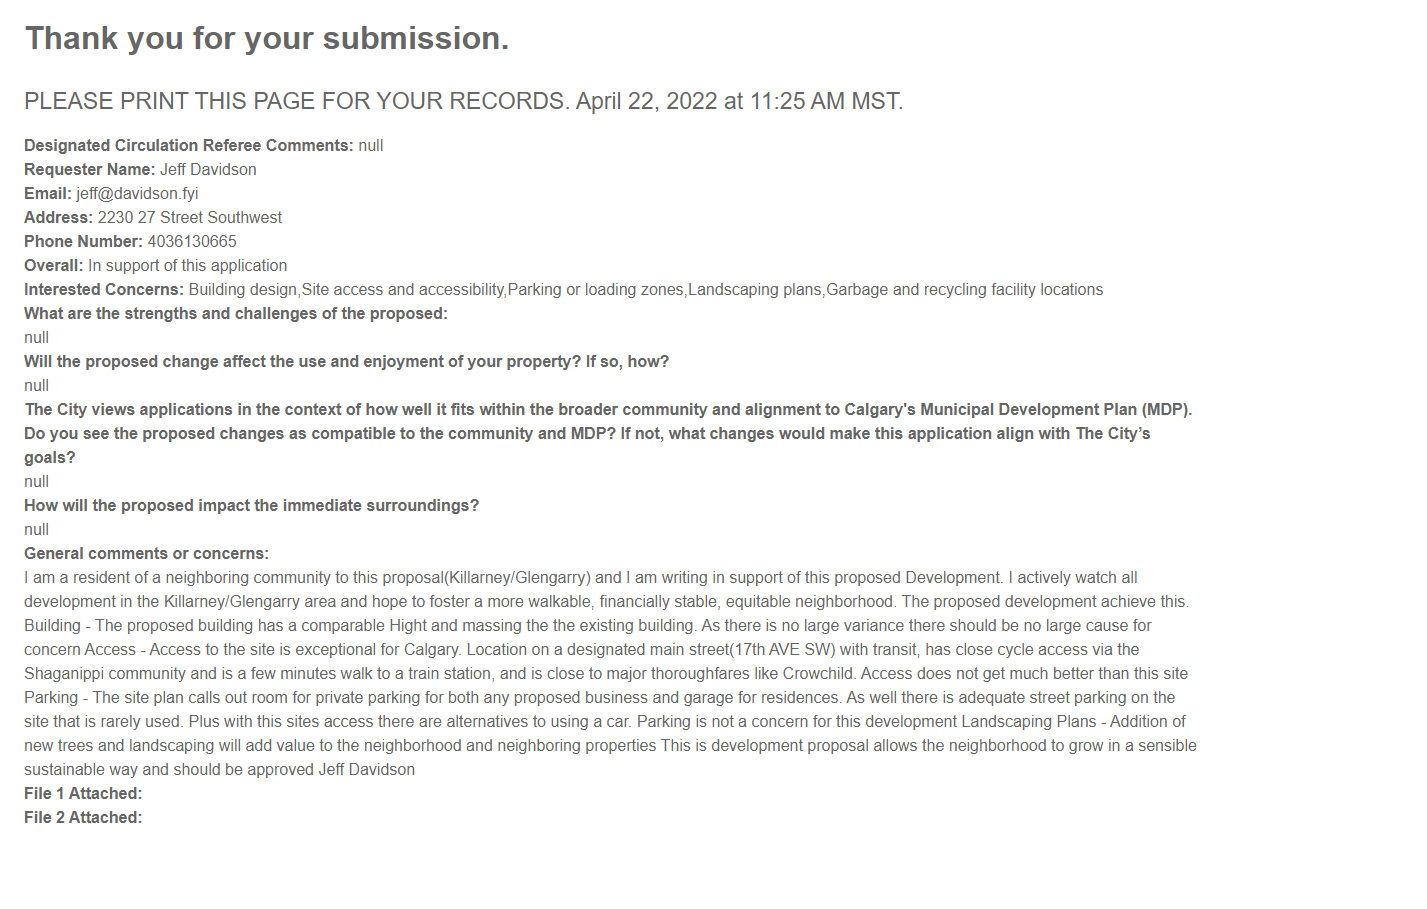 Thank you for your submission.
PLEASE PRINT THIS PAGE FOR YOUR RECORDS. April 22, 2022 at 11:25 AM MST.
Designated Circulation Referee Comments: null
Requester Name: Jeff Davidson
Email: jeff@davidson.fyi
Address: 2230 27 Street Southwest
Phone Number: 4036130665
Overall: In support of this application
Interested Concerns: Building design,Site access and accessibility,Parking or loading zones,Landscaping plans,Garbage and recycling facility locations
What are the strengths and challenges of the proposed:
null
Will the proposed change affect the use and enjoyment of your property? If so, how?
null
The City views applications in the context of how well it fits within the broader community and alignment to Calgary's Municipal Development Plan (MDP).
Do you see the proposed changes as compatible to the community and MDP? If not, what changes would make this application align with The City’s
goals?
null
How will the proposed impact the immediate surroundings?
null
General comments or concerns:
I am a resident of a neighboring community to this proposal(Killarney/Glengarry) and I am writing in support of this proposed Development. I actively watch all
development in the Killarney/Glengarry area and hope to foster a more walkable, financially stable, equitable neighborhood. The proposed development achieve this.
Building - The proposed building has a comparable Hight and massing the the existing building. As there is no large variance there should be no large cause for
concern Access - Access to the site is exceptional for Calgary. Location on a designated main street(17th AVE SW) with transit, has close cycle access via the
Shaganippi community and is a few minutes walk to a train station, and is close to major thoroughfares like Crowchild. Access does not get much better than this site
Parking - The site plan calls out room for private parking for both any proposed business and garage for residences. As well there is adequate street parking on the
site that is rarely used. Plus with this sites access there are alternatives to using a car. Parking is not a concern for this development Landscaping Plans - Addition of
new trees and landscaping will add value to the neighborhood and neighboring properties This is development proposal allows the neighborhood to grow in a sensible
sustainable way and should be approved Jeff Davidson
File 1 Attached:
File 2 Attached: